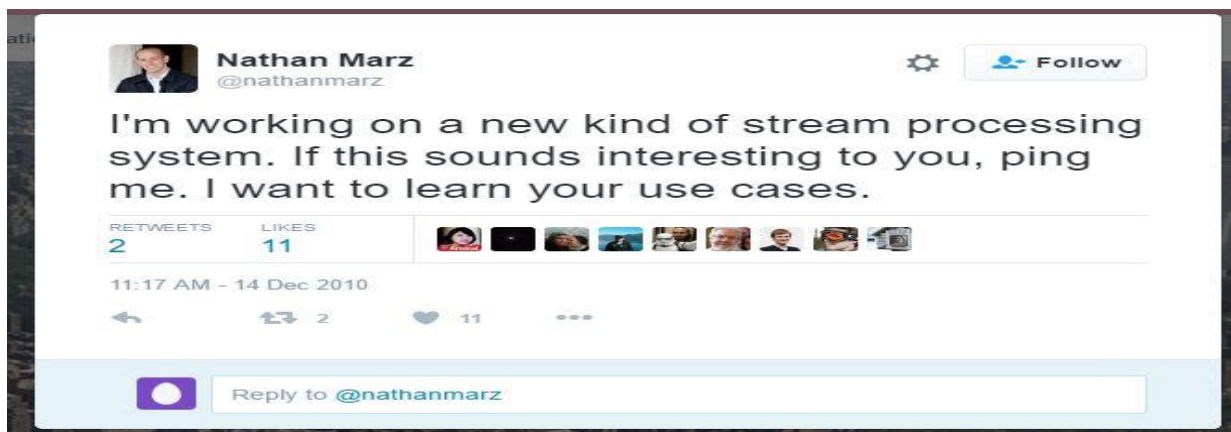 ati
Nathan Marz
@nathanmarz
Follow
I'm working on a new kind of stream processing
system. If this sounds interesting to you, ping
me. I want to learn your use cases.
RETWEETS LIKES
2 11
11:17 AM - 14 Dec 2010
2 11
Reply to @nathanmarz